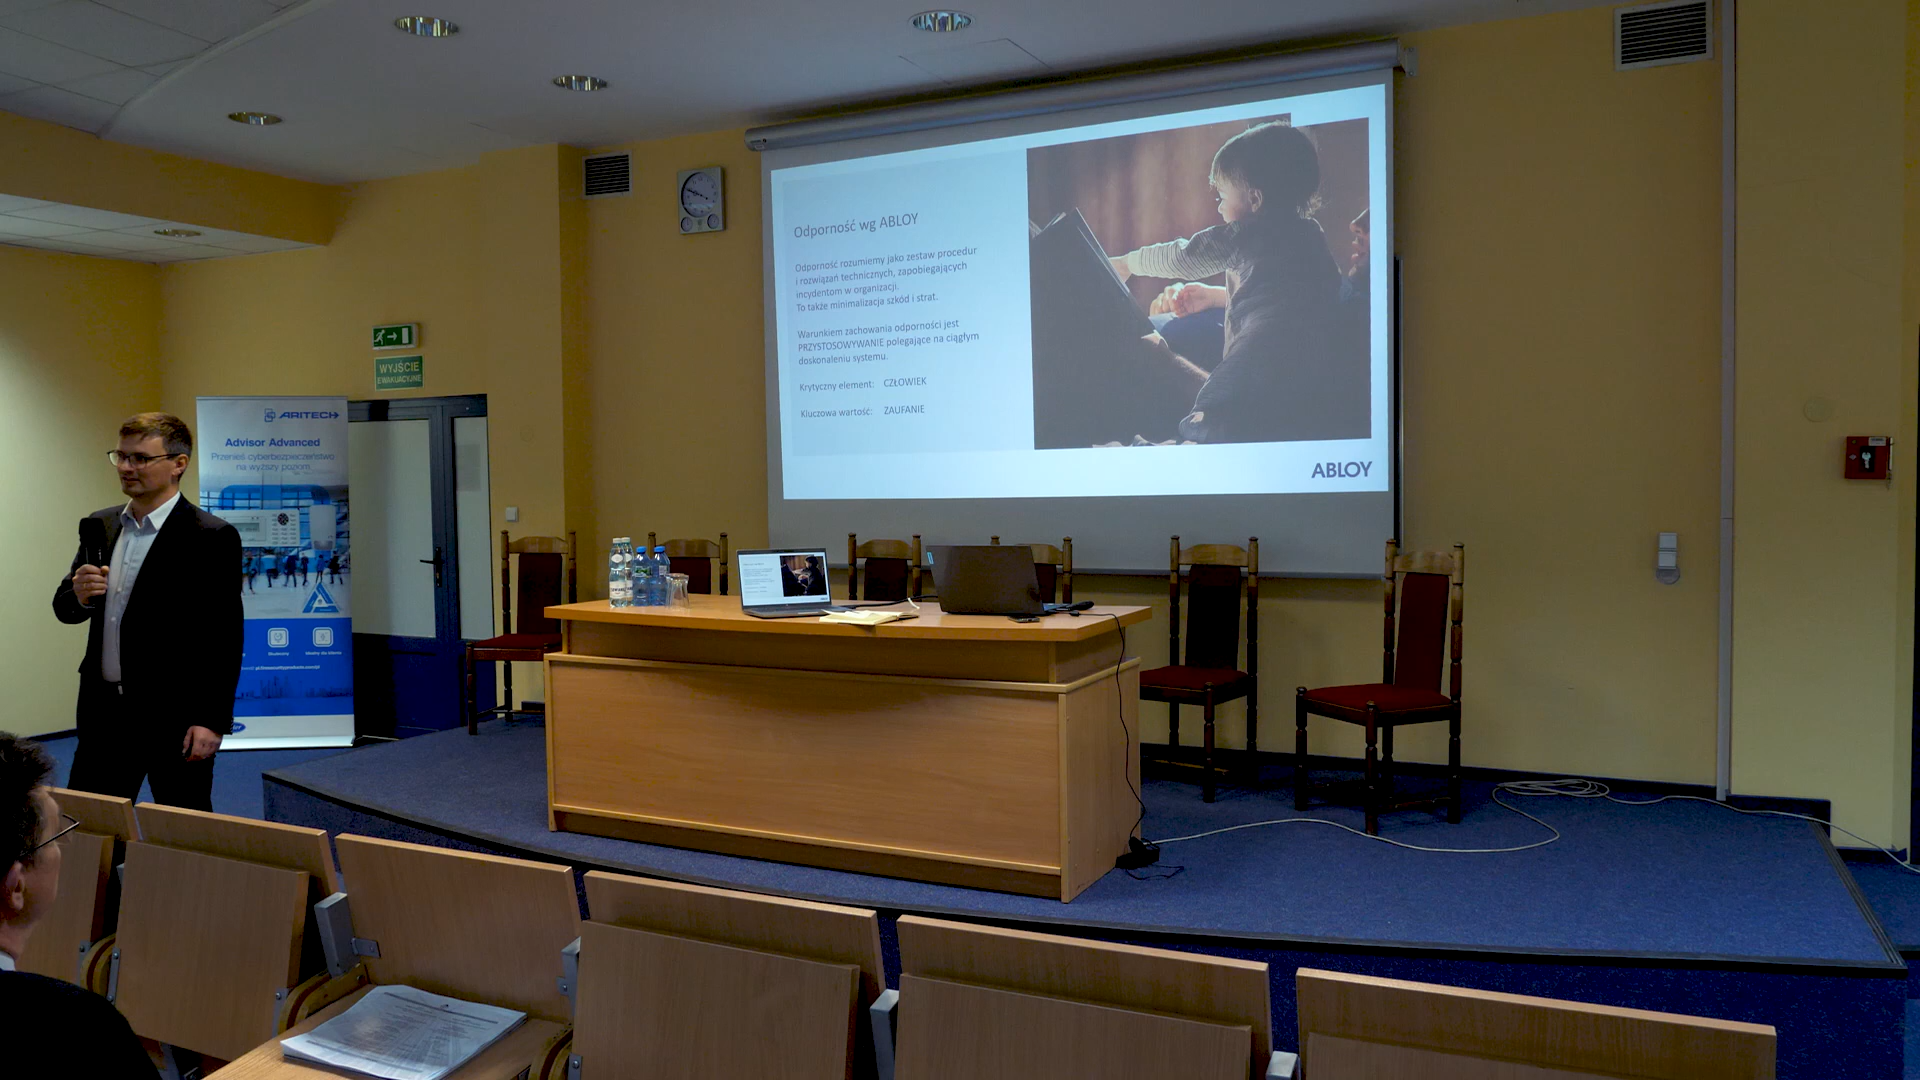 Odporność wg ABLOY
Odporność rozumiemy jako zestaw procedur
i rozwiązań technicznych, zapobiegających
incydentom w organizacji.
To także minimalizacja szkód i strat.
Warunkiem zachowania odporności jest
PRZYSTOSOWYWANIE polegające na ciągłym
doskonaleniu systemu.
Krytyczny element: CZŁOWIEK
Kluczowa wartość: ZAUFANIE
ABLOY
WYJŚCIE
EWAKUACYJNE
ARITECH
Advisor Advanced
Przenieś cyberbezpieczeństwo
na wyższy poziom